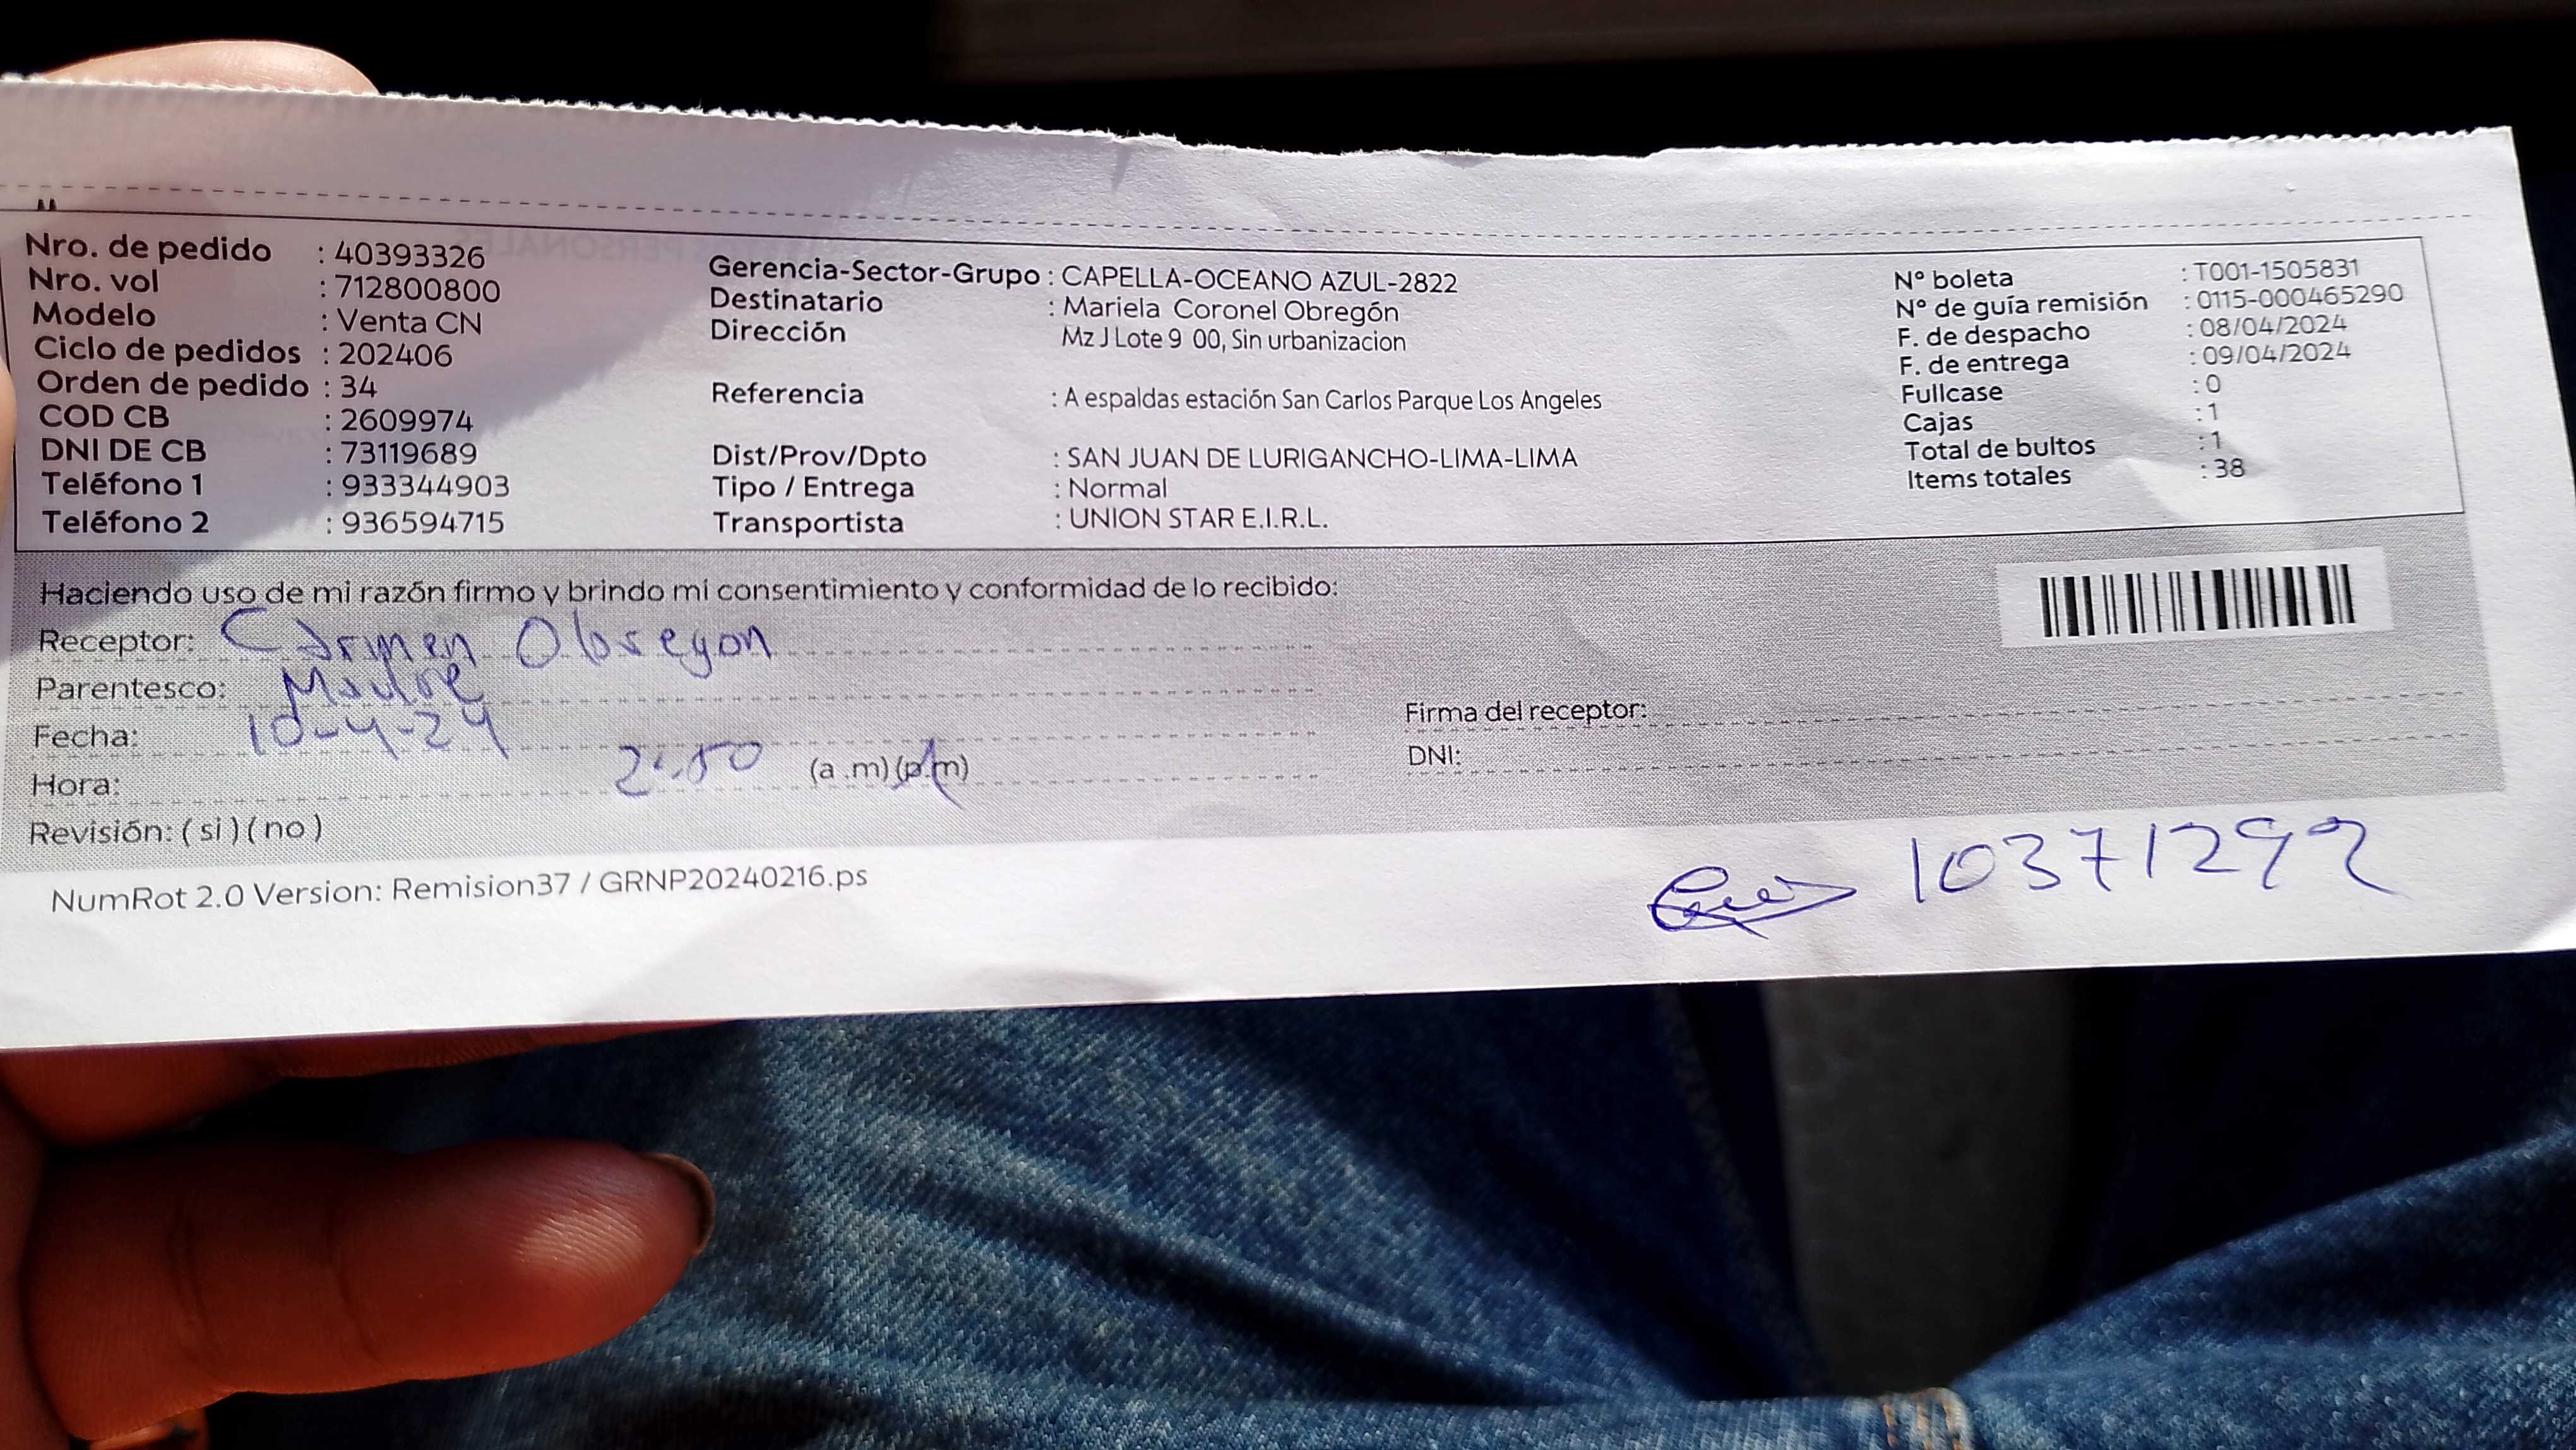 Nro. de pedido : 40393326
Nro. vol : 712800800
Modelo : Venta CN
Ciclo de pedidos : 202406
Orden de pedido : 34
COD CB : 2609974
DNI DE CB : 73119689
Teléfono 1 : 933344903
Teléfono 2 : 936594715
Gerencia-Sector-Grupo : CAPELLA-OCEANO AZUL-2822
Destinatario : Mariela Coronel Obregón
Dirección Mz J Lote 9 00, Sin urbanizacion
Referencia : A espaldas estación San Carlos Parque Los Angeles
Dist/Prov/Dpto : SAN JUAN DE LURIGANCHO-LIMA-LIMA
Tipo / Entrega : Normal
Transportista : UNION STAR E.I.R.L.
N° boleta : T001-1505831
N° de guía remisión : 0115-000465290
F. de despacho : 08/04/2024
F. de entrega : 09/04/2024
Fullcase : 0
Cajas : 1
Total de bultos : 1
Items totales : 38
Haciendo uso de mi razón firmo y brindo mi consentimiento y conformidad de lo recibido:
Receptor: Carmen Obregon
Parentesco: Madre
Fecha: 10-4-24
Hora: 2:50 (a.m) (p.m)
Revisión: ( si ) ( no )
Firma del receptor:
DNI:
10371292
NumRot 2.0 Version: Remision37 / GRNP20240216.ps